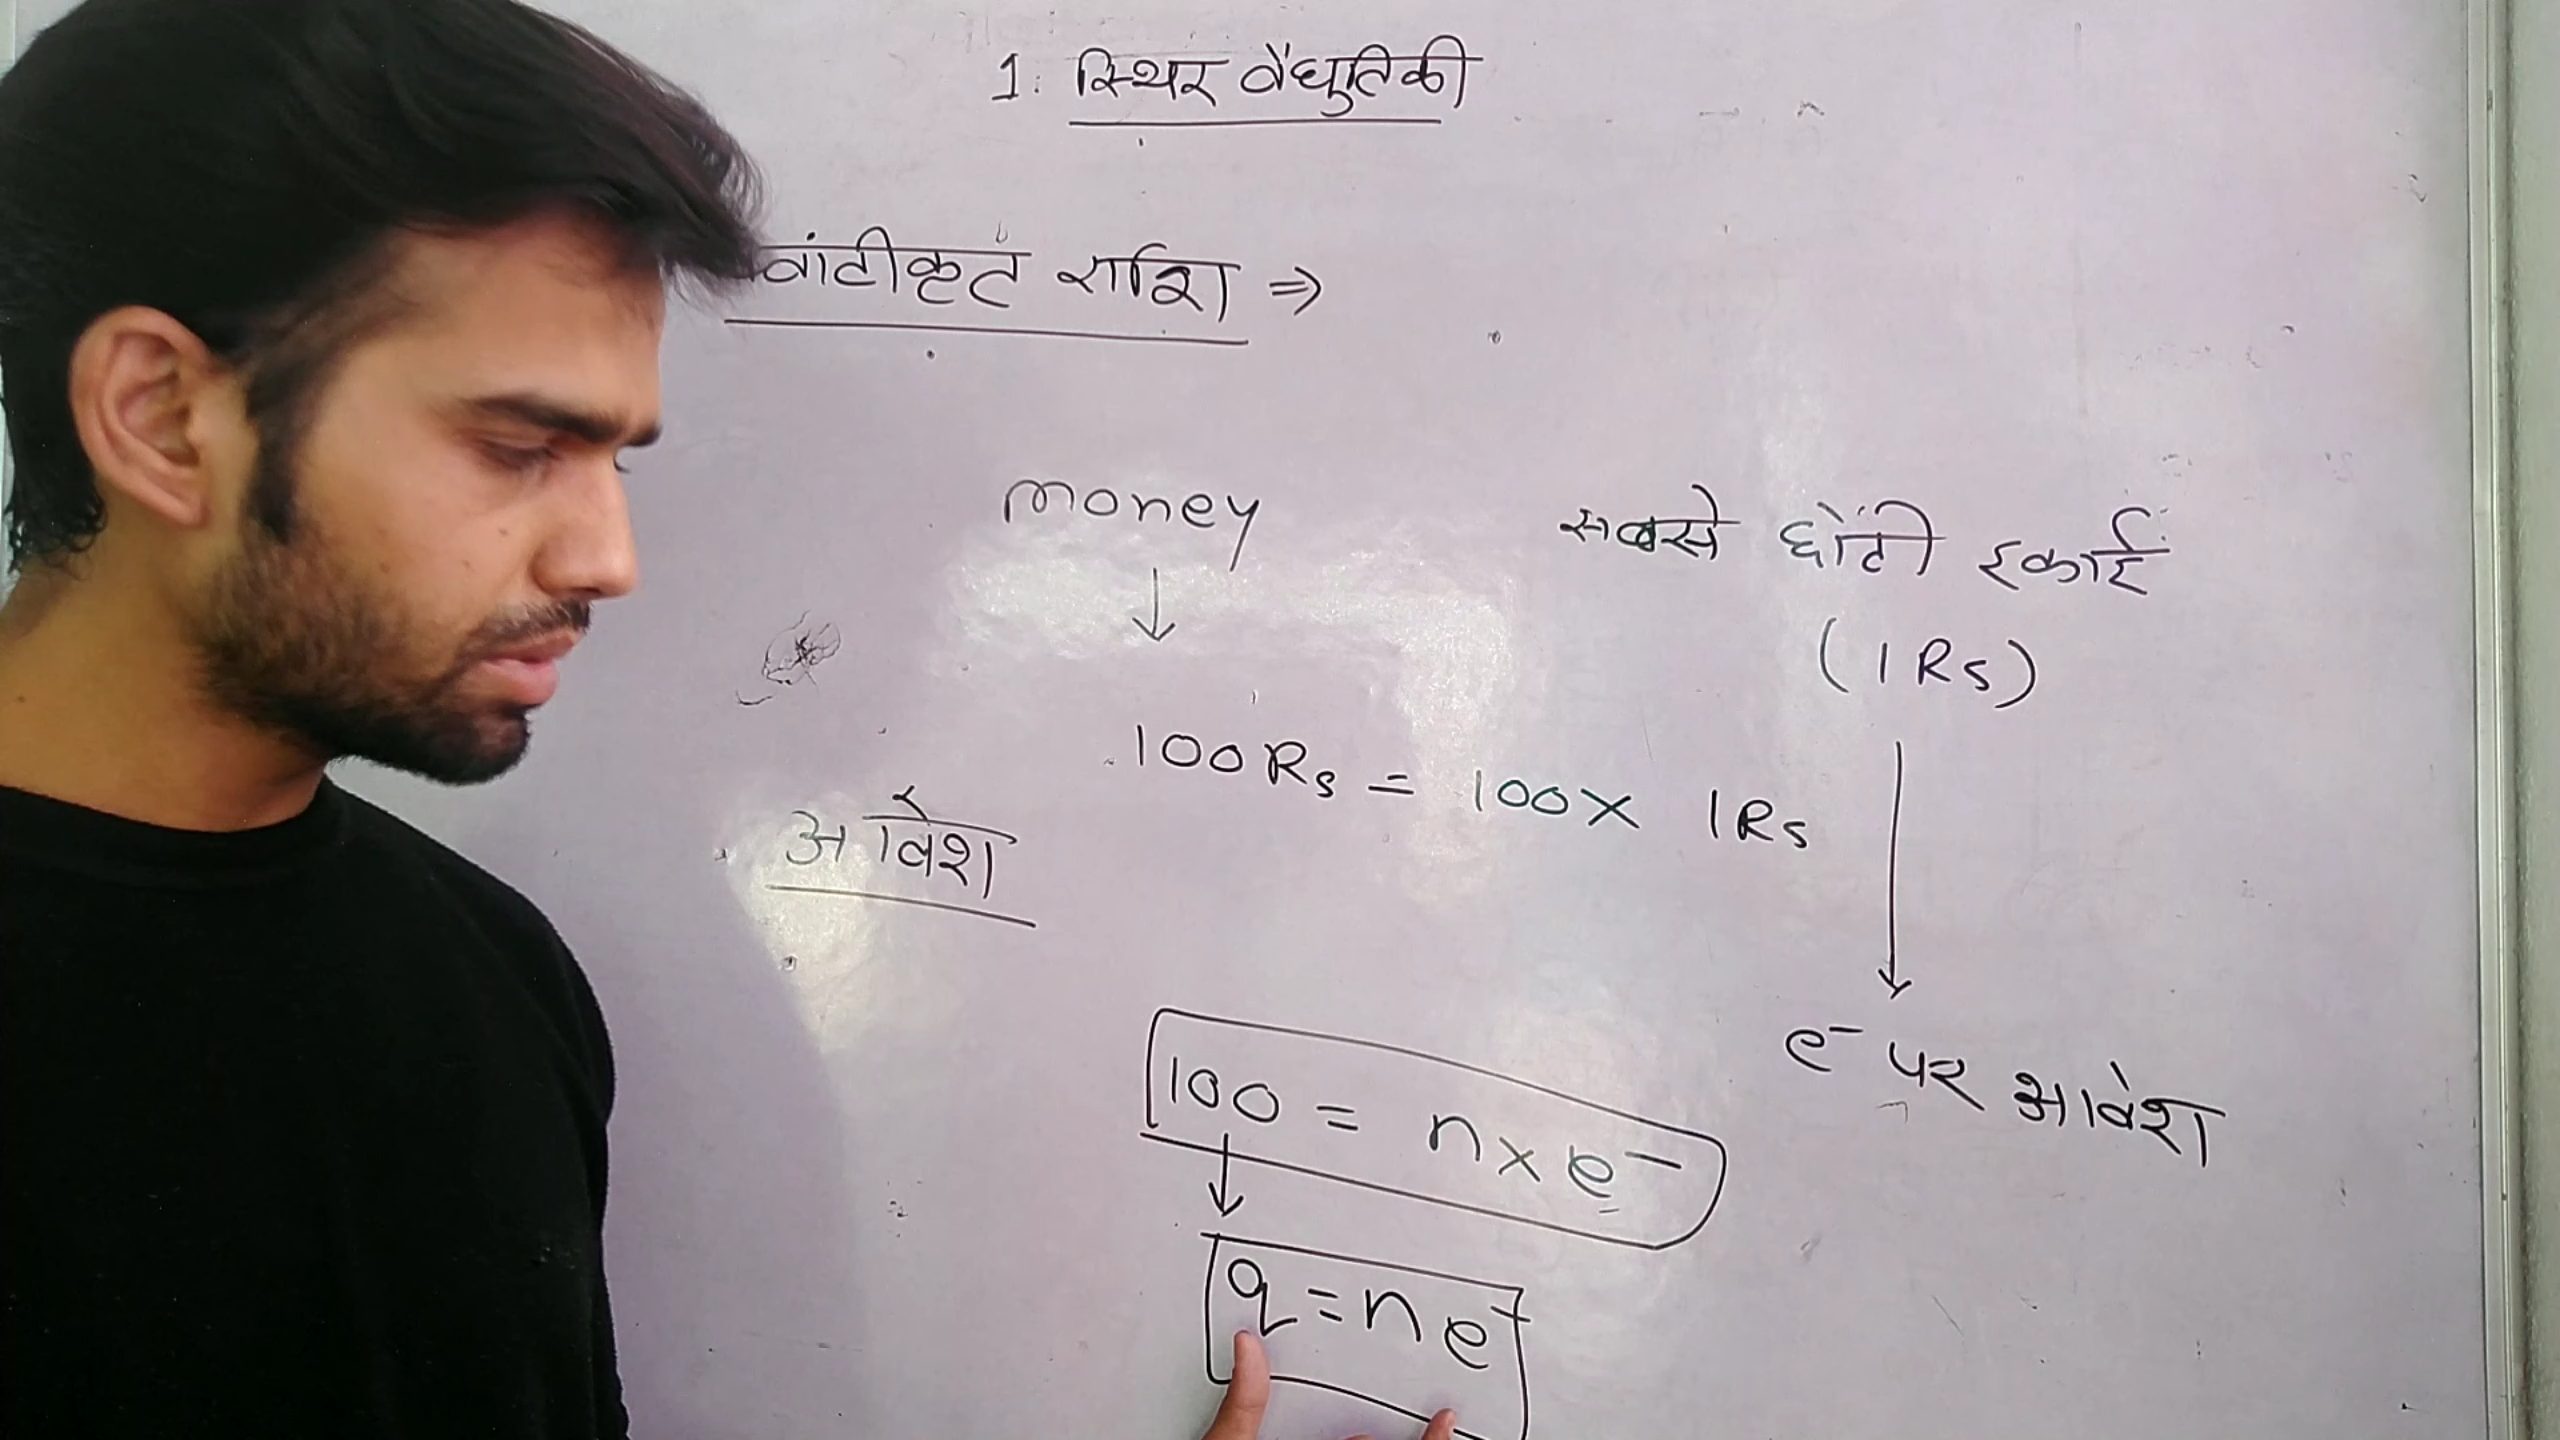 1. स्थिर वैद्युतिकी
वांटीकृत राशि ⇒
money
सबसे छोटी इकाई
(1 Rs)
100 Rs = 100 X 1 Rs
आवेश
e⁻ पर आवेश
100 = n x e⁻
q = ne⁻